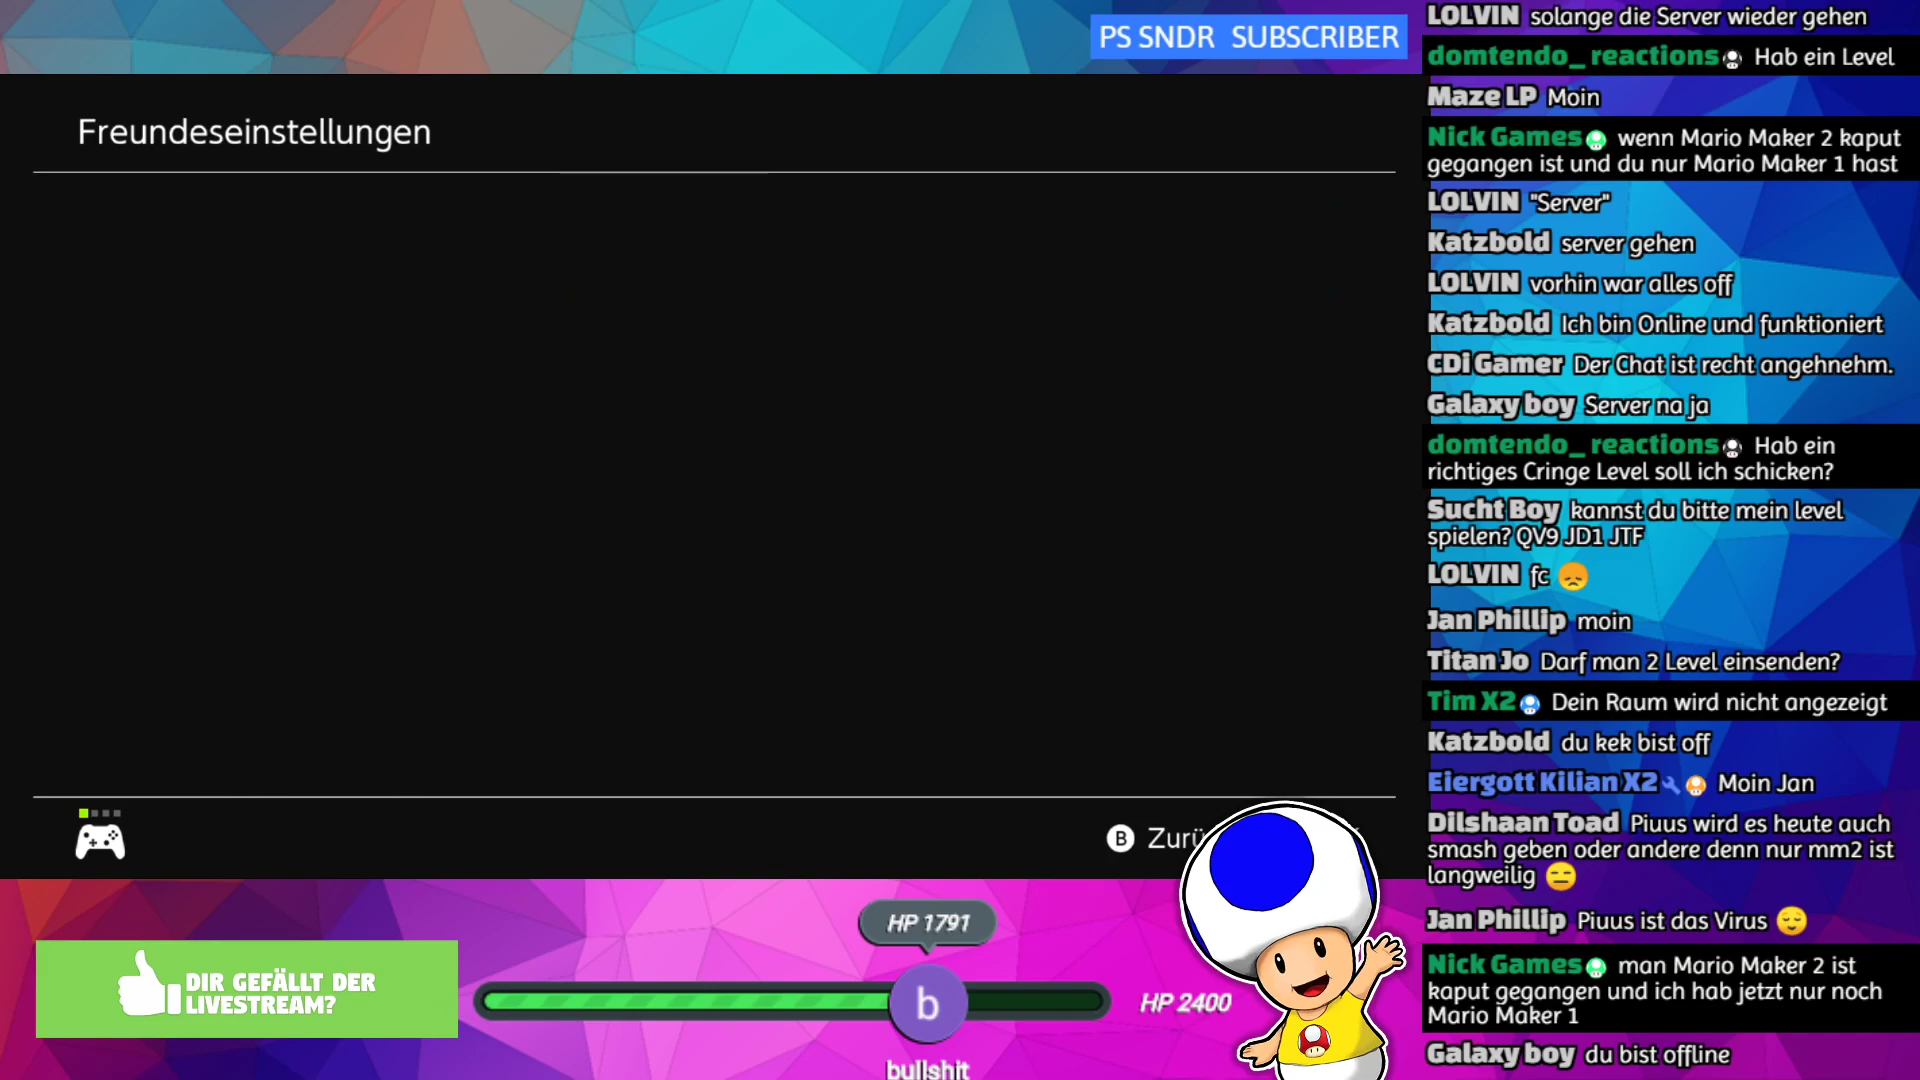 PS SNDR SUBSCRIBER
Freundeseinstellungen
B Zurü
HP 1791
DIR GEFÄLLT DER
LIVESTREAM?
b
HP 2400
bullshit
LOLVIN solange die Server wieder gehen
domtendo_ reactions Hab ein Level
Maze LP Moin
Nick Games wenn Mario Maker 2 kaput
gegangen ist und du nur Mario Maker 1 hast
LOLVIN "Server"
Katzbold server gehen
LOLVIN vorhin war alles off
Katzbold Ich bin Online und funktioniert
CDi Gamer Der Chat ist recht angehnehm.
Galaxy boy Server na ja
domtendo_ reactions Hab ein
richtiges Cringe Level soll ich schicken?
Sucht Boy kannst du bitte mein level
spielen? QV9 JD1 JTF
LOLVIN fc 😞
Jan Phillip moin
Titan Jo Darf man 2 Level einsenden?
Tim X2 Dein Raum wird nicht angezeigt
Katzbold du kek bist off
Eiergott Kilian X2 Moin Jan
Dilshaan Toad Piuus wird es heute auch
smash geben oder andere denn nur mm2 ist
langweilig 😑
Jan Phillip Piuus ist das Virus 😌
Nick Games man Mario Maker 2 ist
kaput gegangen und ich hab jetzt nur noch
Mario Maker 1
Galaxy boy du bist offline